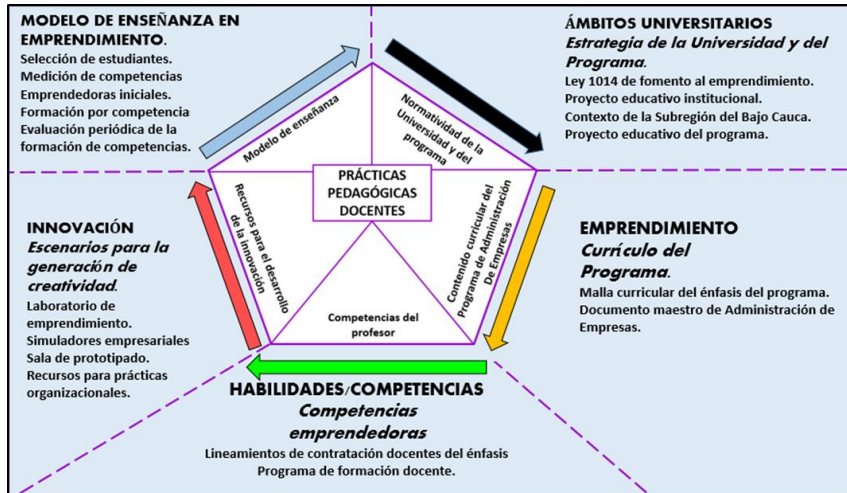 MODELO DE ENSEÑANZA EN
EMPRENDIMIENTO.
Selección de estudiantes.
Medición de competencias
Emprendedoras iniciales.
Formación por competencia
Evaluación periódica de la
formación de competencias.
ÁMBITOS UNIVERSITARIOS
Estrategia de la Universidad y del
Programa.
Ley 1014 de fomento al emprendimiento.
Proyecto educativo institucional.
Contexto de la Subregión del Bajo Cauca.
Proyecto educativo del programa.
Modelo de enseñanza
Normatividad de la
Universidad y del
programa
PRÁCTICAS
PEDAGÓGICAS
DOCENTES
Recursos para el desarrollo
de la innovación
Contenido curricular del
Programa de Administración
De Empresas
Competencias del
profesor
INNOVACIÓN
Escenarios para la
generación de
creatividad.
Laboratorio de
emprendimiento.
Simuladores empresariales
Sala de prototipado.
Recursos para prácticas
organizacionales.
EMPRENDIMIENTO
Currículo del
Programa.
Malla curricular del énfasis del programa.
Documento maestro de Administración de
Empresas.
HABILIDADES/COMPETENCIAS
Competencias
emprendedoras
Lineamientos de contratación docentes del énfasis
Programa de formación docente.